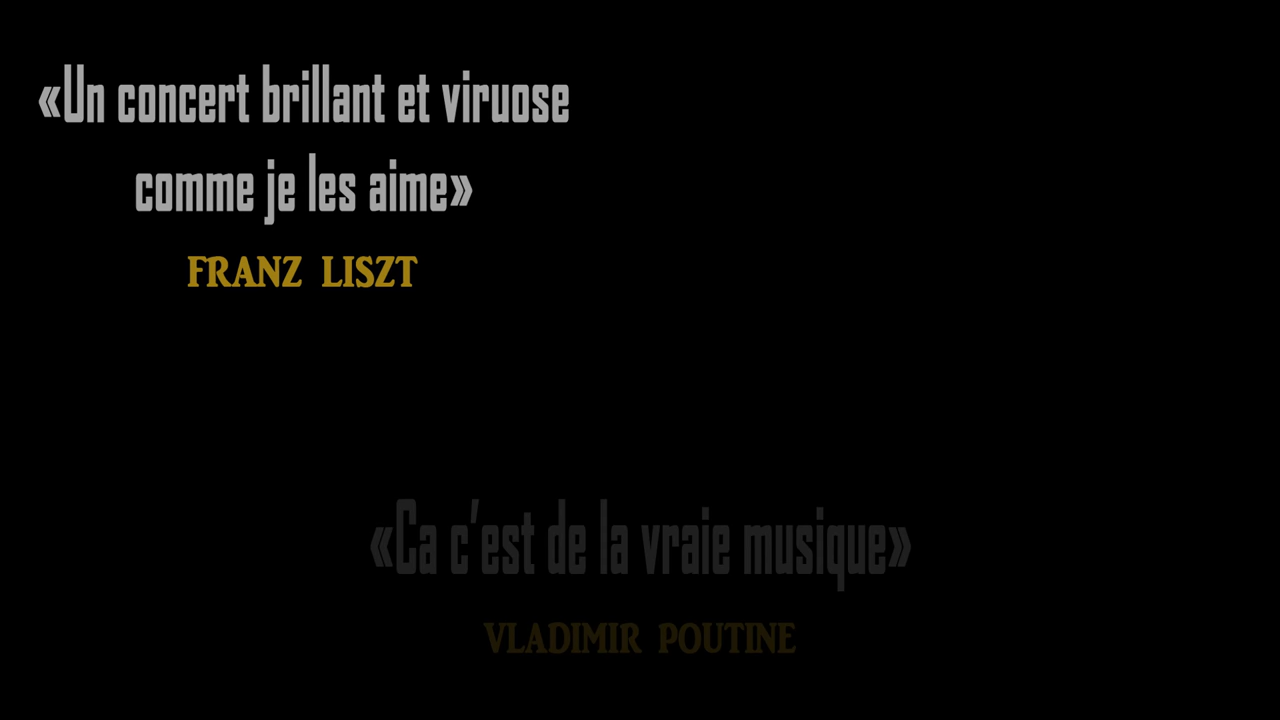 «Un concert brillant et viruose
comme je les aime»
FRANZ LISZT
«Ca c'est de la vraie musique»
VLADIMIR POUTINE